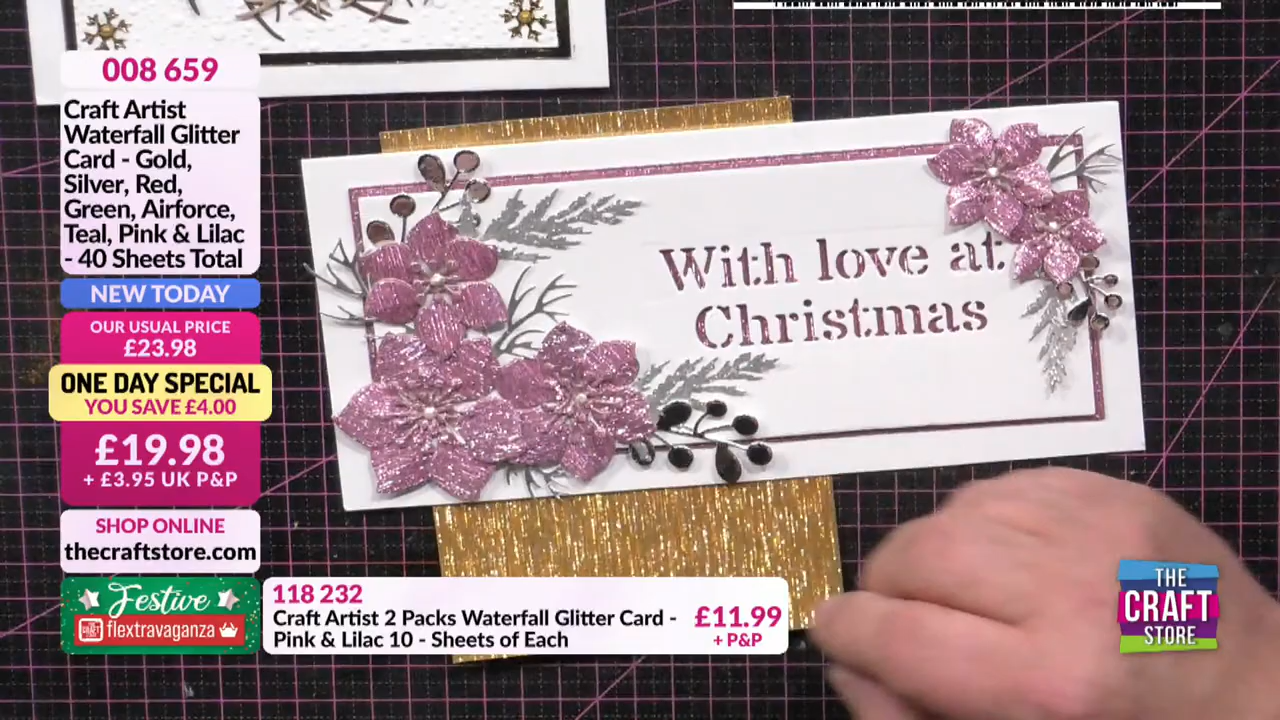 008 659
Craft Artist
Waterfall Glitter
Card - Gold,
Silver, Red,
Green, Airforce,
Teal, Pink & Lilac
- 40 Sheets Total
NEW TODAY
OUR USUAL PRICE
£23.98
ONE DAY SPECIAL
YOU SAVE £4.00
£19.98
+ £3.95 UK P&P
SHOP ONLINE
thecraftstore.com
Festive
THE CRAFT STORE flextravaganza
118 232
Craft Artist 2 Packs Waterfall Glitter Card -
Pink & Lilac 10 - Sheets of Each
£11.99
+ P&P
With love at
Christmas
THE
CRAFT
STORE